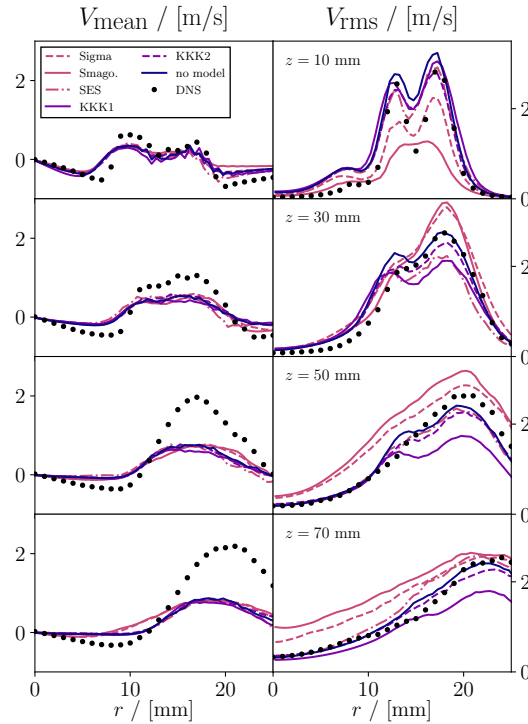 V_mean / [m/s]
V_rms / [m/s]
Sigma
Smago.
SES
KKK1
KKK2
no model
DNS
z = 10 mm
2
0
2
0
z = 30 mm
2
0
2
0
z = 50 mm
2
0
2
0
z = 70 mm
2
0
2
0
0 10 20
0 10 20
r / [mm]
r / [mm]